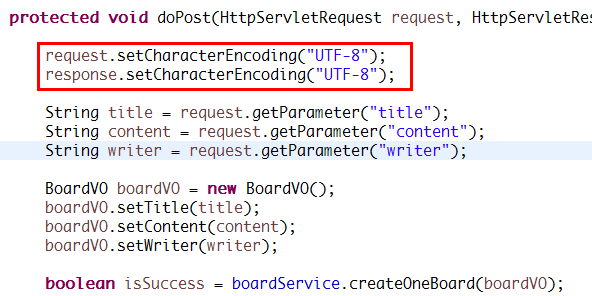 protected void doPost(HttpServletRequest request, HttpServletRes
request.setCharacterEncoding("UTF-8");
response.setCharacterEncoding("UTF-8");
String title = request.getParameter("title");
String content = request.getParameter("content");
String writer = request.getParameter("writer");
BoardVO boardVO = new BoardVO();
boardVO.setTitle(title);
boardVO.setContent(content);
boardVO.setWriter(writer);
boolean isSuccess = boardService.createOneBoard(boardVO);